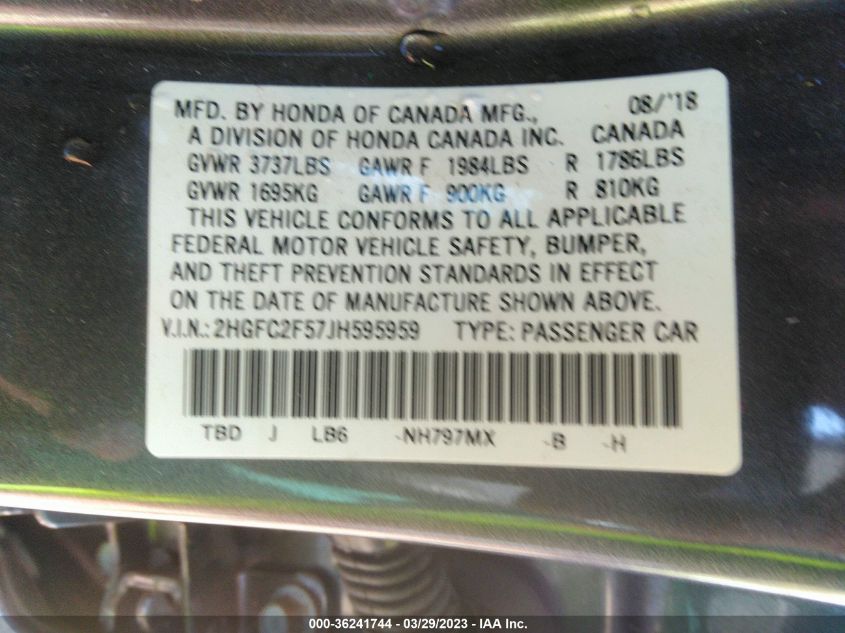 MFD. BY HONDA OF CANADA MFG., 08/'18
A DIVISION OF HONDA CANADA INC. CANADA
GVWR 3737LBS GAWR F 1984LBS R 1786LBS
GVWR 1695KG GAWR F 900KG R 810KG
THIS VEHICLE CONFORMS TO ALL APPLICABLE
FEDERAL MOTOR VEHICLE SAFETY, BUMPER,
AND THEFT PREVENTION STANDARDS IN EFFECT
ON THE DATE OF MANUFACTURE SHOWN ABOVE.
V.I.N.: 2HGFC2F57JH595959 TYPE: PASSENGER CAR
TBD J LB6 -NH797MX -B -H
000-36241744 / 03/29/2023 - IAA Inc.